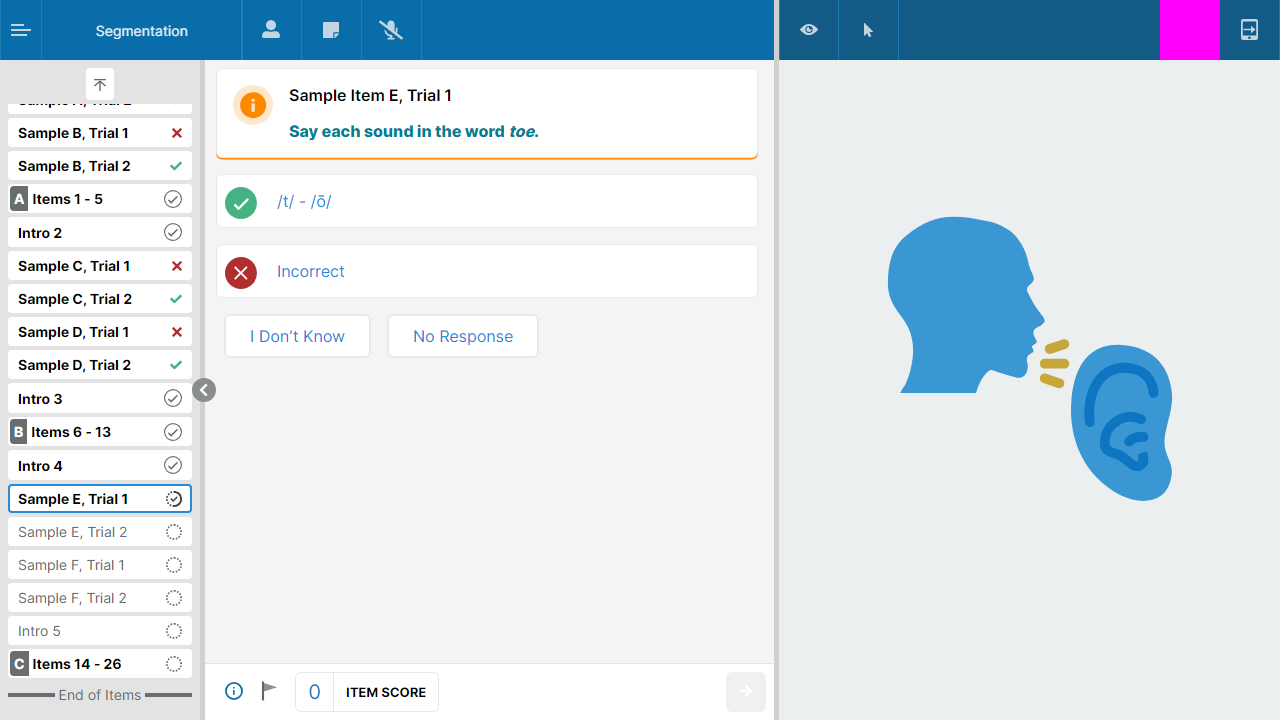 Segmentation
Sample B, Trial 1
Sample B, Trial 2
A Items 1 - 5
Intro 2
Sample C, Trial 1
Sample C, Trial 2
Sample D, Trial 1
Sample D, Trial 2
Intro 3
B Items 6 - 13
Intro 4
Sample E, Trial 1
Sample E, Trial 2
Sample F, Trial 1
Sample F, Trial 2
Intro 5
C Items 14 - 26
End of Items
Sample Item E, Trial 1
Say each sound in the word toe.
/t/ - /ō/
Incorrect
I Don’t Know
No Response
0 ITEM SCORE